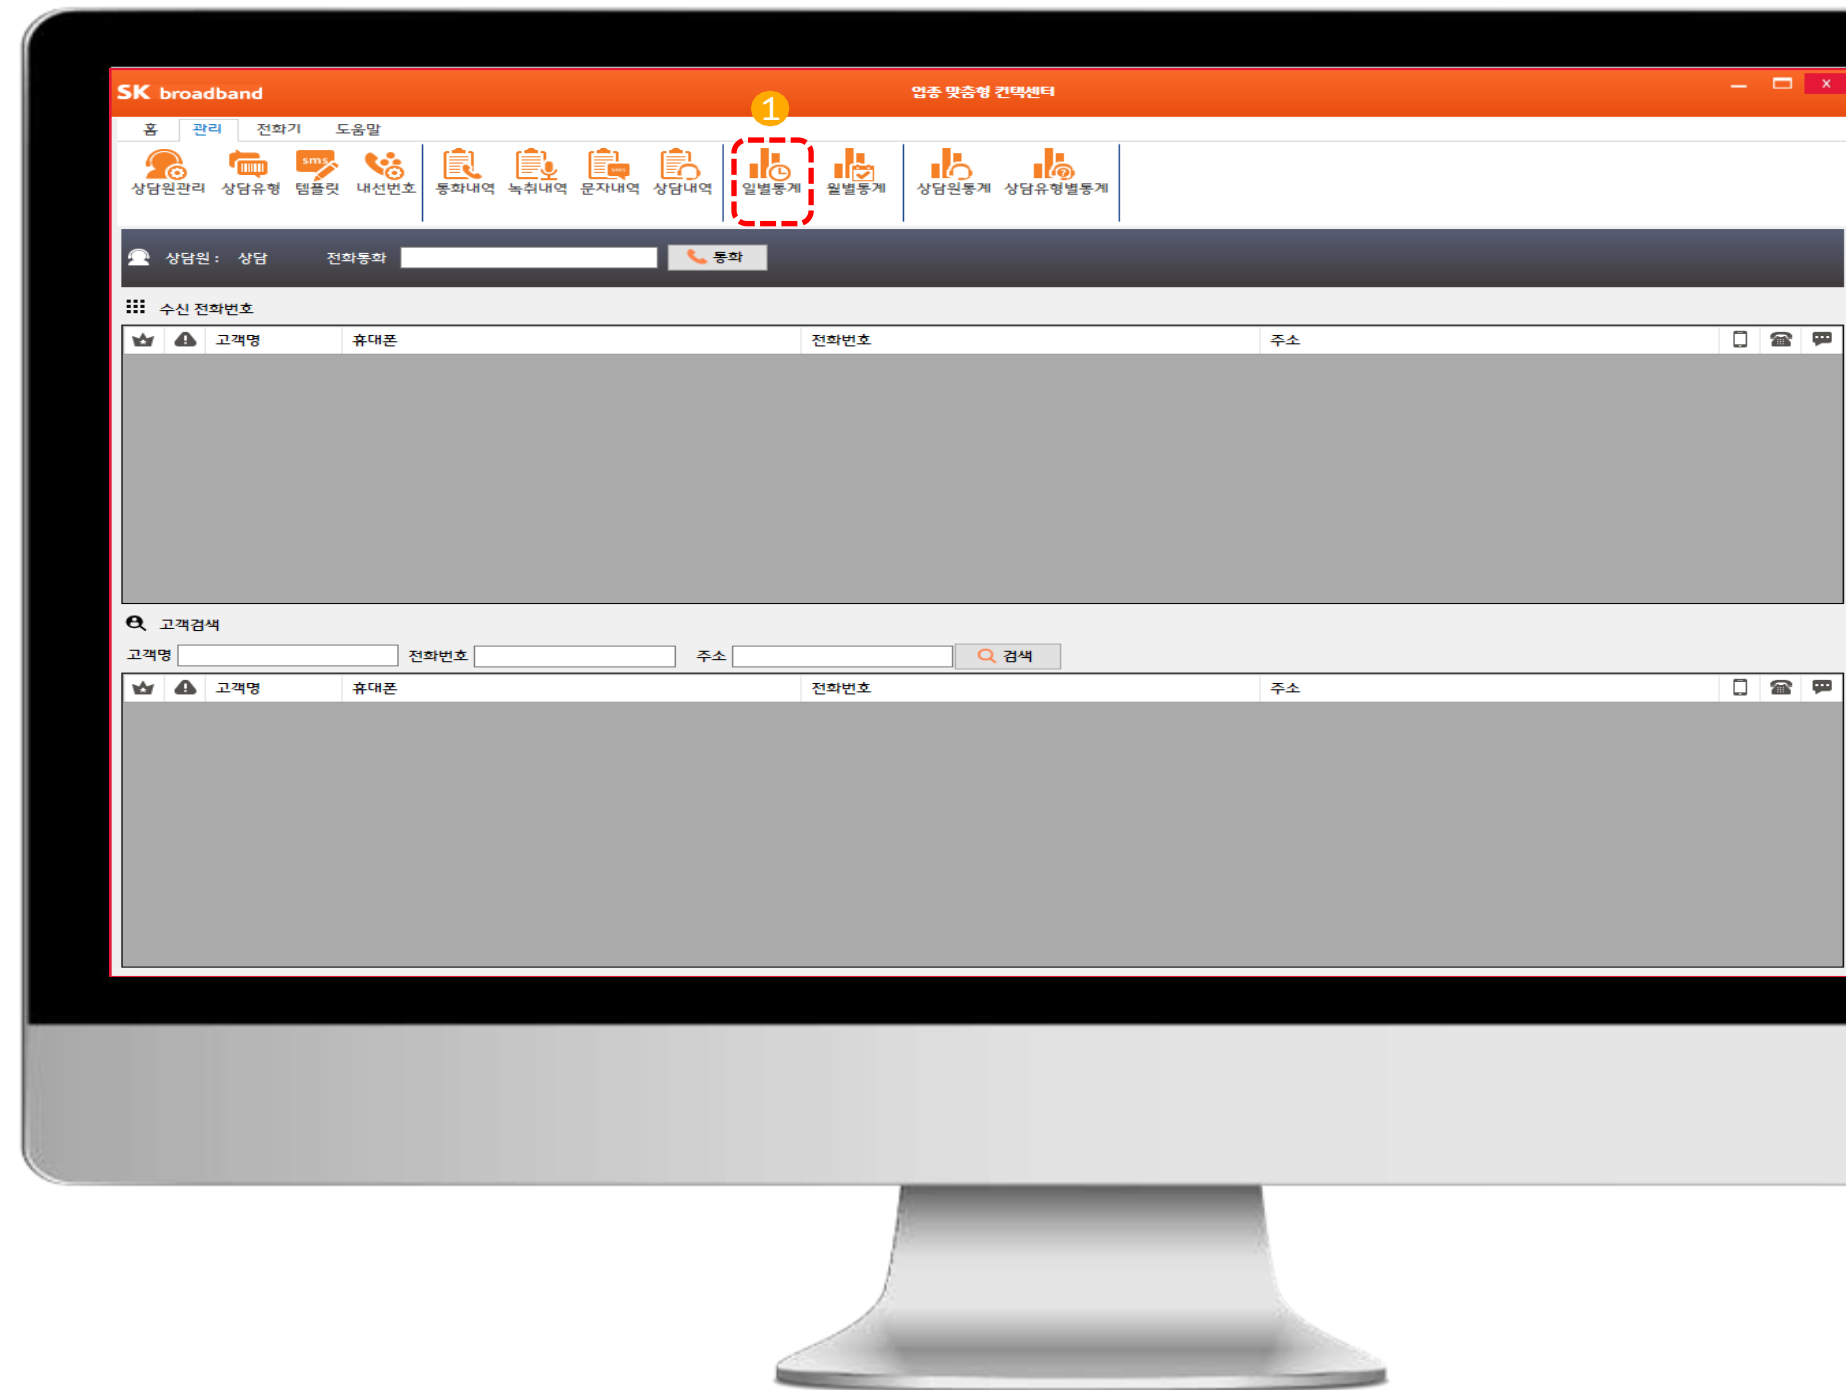 SK broadband
업종 맞춤형 컨택센터
x
1
홈 관리 전화기 도움말
sms
sms
상담원관리 상담유형 템플릿 내선번호 통화내역 녹취내역 문자내역 상담내역 일별통계 월별통계 상담원통계 상담유형별통계
상담원 : 상담 전화통화 통화
수신 전화번호
고객명 휴대폰 전화번호 주소
고객검색
고객명 전화번호 주소 검색
고객명 휴대폰 전화번호 주소